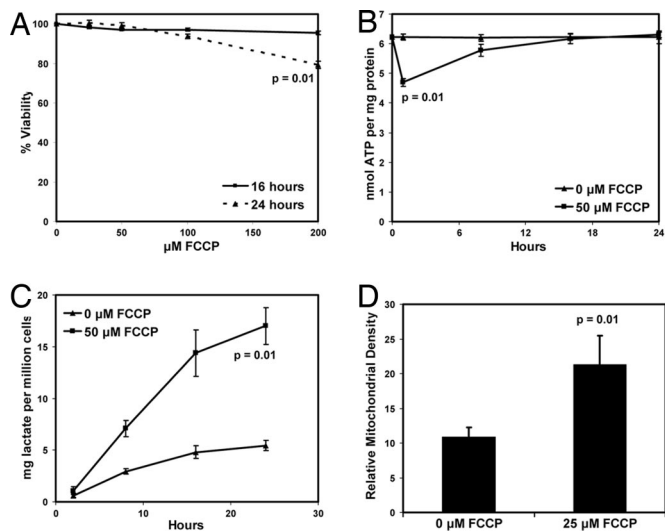 A
% Viability
120
100
80
60
40
20
0
p = 0.01
16 hours
24 hours
0 50 100 150 200
µM FCCP
B
nmol ATP per mg protein
7
6
5
4
3
2
1
0
p = 0.01
0 µM FCCP
50 µM FCCP
0 6 12 18 24
Hours
C
mg lactate per million cells
20
15
10
5
0
0 µM FCCP
50 µM FCCP
p = 0.01
0 10 20 30
Hours
D
Relative Mitochondrial Density
30
25
20
15
10
5
0
p = 0.01
0 µM FCCP 25 µM FCCP